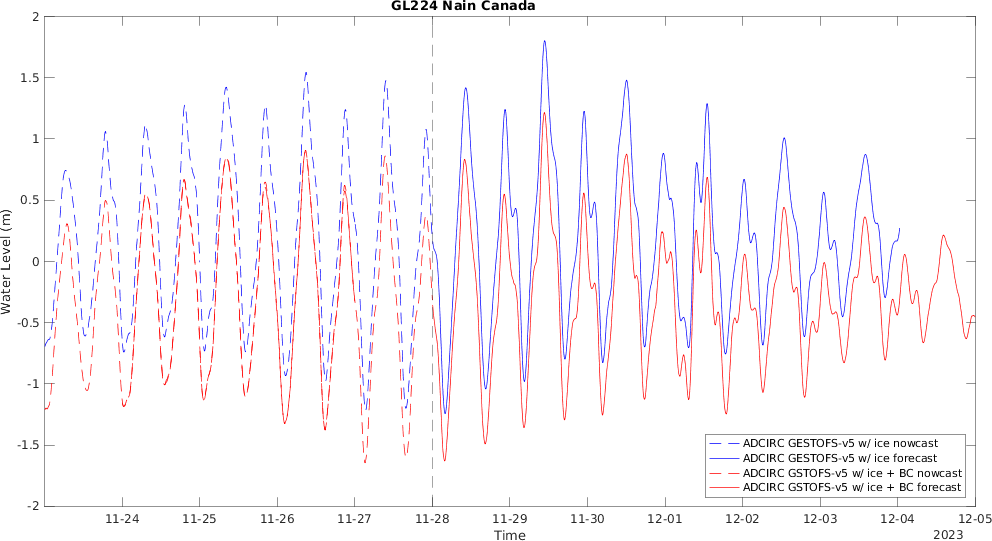 GL224 Nain Canada
2
1.5
1
0.5
0
-0.5
-1
-1.5
-2
Water Level (m)
ADCIRC GESTOFS-v5 w/ ice nowcast
ADCIRC GESTOFS-v5 w/ ice forecast
ADCIRC GSTOFS-v5 w/ ice + BC nowcast
ADCIRC GSTOFS-v5 w/ ice + BC forecast
11-24 11-25 11-26 11-27 11-28 11-29 11-30 12-01 12-02 12-03 12-04 12-05
Time
2023